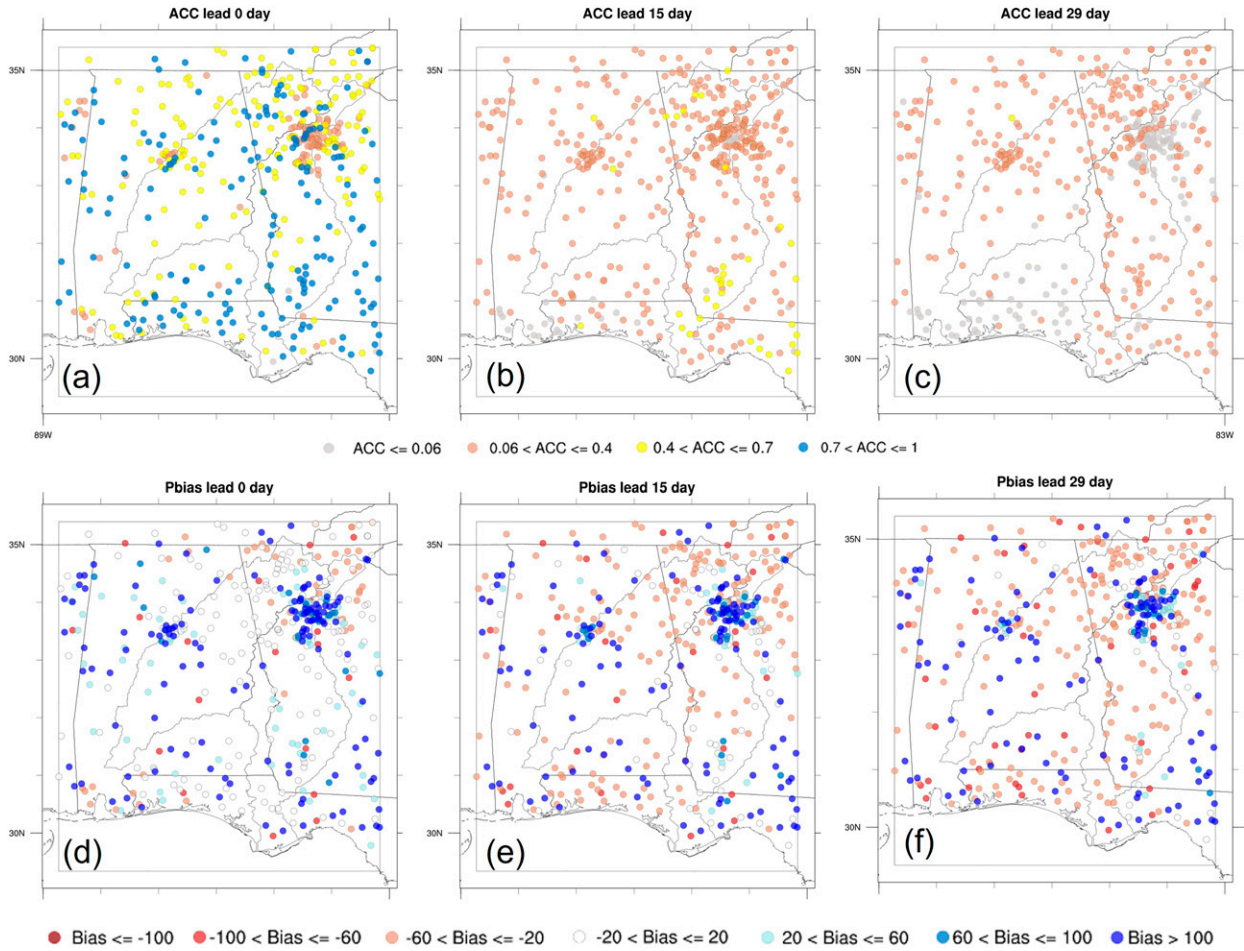 ACC lead 0 day
ACC lead 15 day
ACC lead 29 day
35N
35N
35N
30N
30N
30N
(a)
(b)
(c)
89W
83W
ACC <= 0.06
0.06 < ACC <= 0.4
0.4 < ACC <= 0.7
0.7 < ACC <= 1
Pbias lead 0 day
Pbias lead 15 day
Pbias lead 29 day
35N
35N
35N
30N
30N
30N
(d)
(e)
(f)
Bias <= -100
-100 < Bias <= -60
-60 < Bias <= -20
-20 < Bias <= 20
20 < Bias <= 60
60 < Bias <= 100
Bias > 100